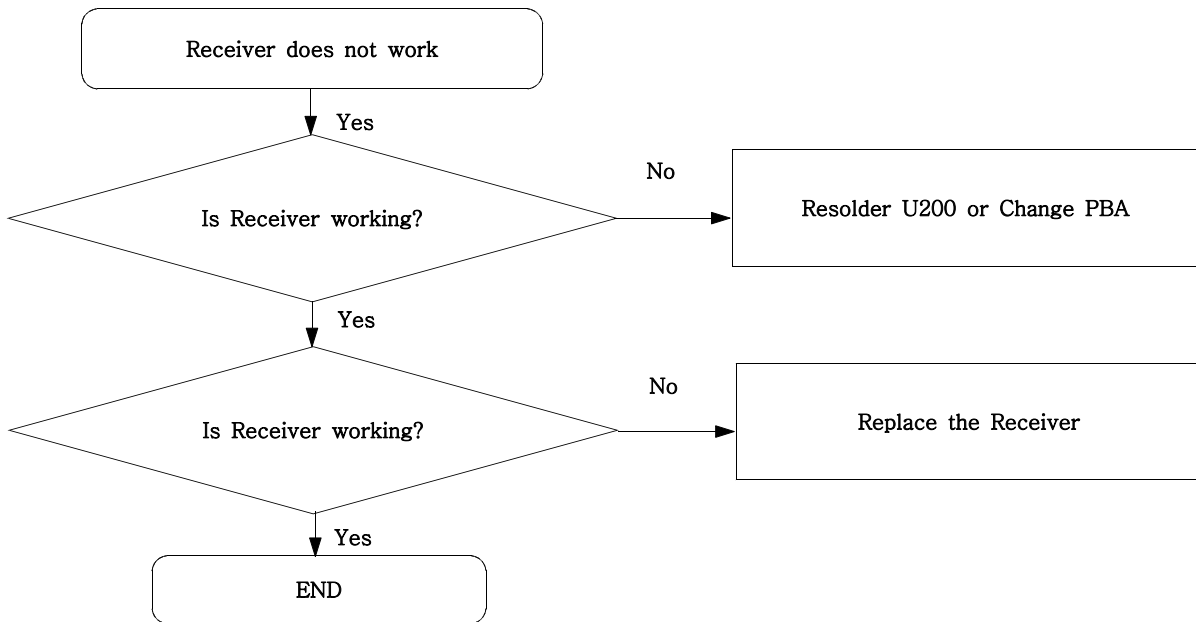 Receiver does not work
Yes
Is Receiver working?
No
Resolder U200 or Change PBA
Yes
Is Receiver working?
No
Replace the Receiver
Yes
END